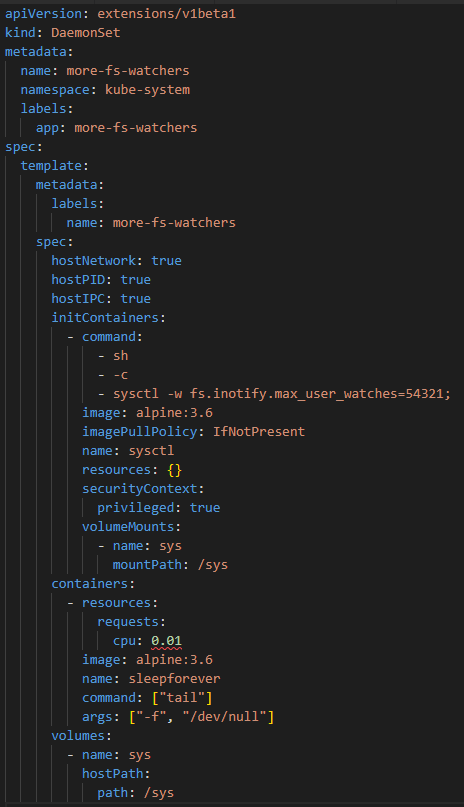 apiVersion: extensions/v1beta1
kind: DaemonSet
metadata:
  name: more-fs-watchers
  namespace: kube-system
  labels:
    app: more-fs-watchers
spec:
  template:
    metadata:
      labels:
        name: more-fs-watchers
    spec:
      hostNetwork: true
      hostPID: true
      hostIPC: true
      initContainers:
        - command:
            - sh
            - -c
            - sysctl -w fs.inotify.max_user_watches=54321;
          image: alpine:3.6
          imagePullPolicy: IfNotPresent
          name: sysctl
          resources: {}
          securityContext:
            privileged: true
          volumeMounts:
            - name: sys
              mountPath: /sys
      containers:
        - resources:
            requests:
              cpu: 0.01
          image: alpine:3.6
          name: sleepforever
          command: ["tail"]
          args: ["-f", "/dev/null"]
      volumes:
        - name: sys
          hostPath:
            path: /sys